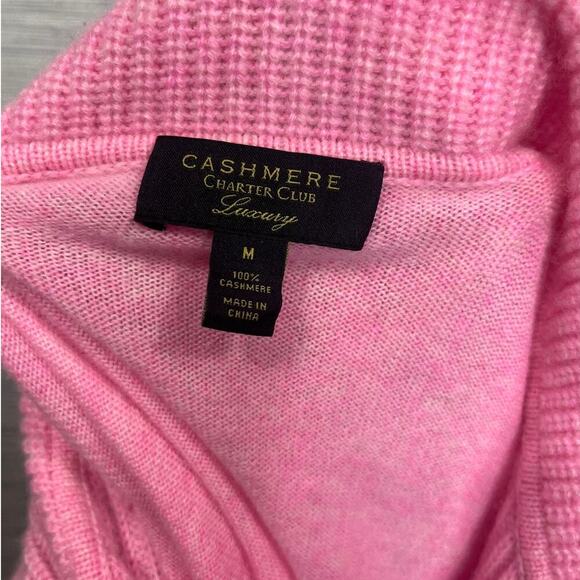 CASHMERE
CHARTER CLUB
Luxury
M
100%
CASHMERE
MADE IN
CHINA